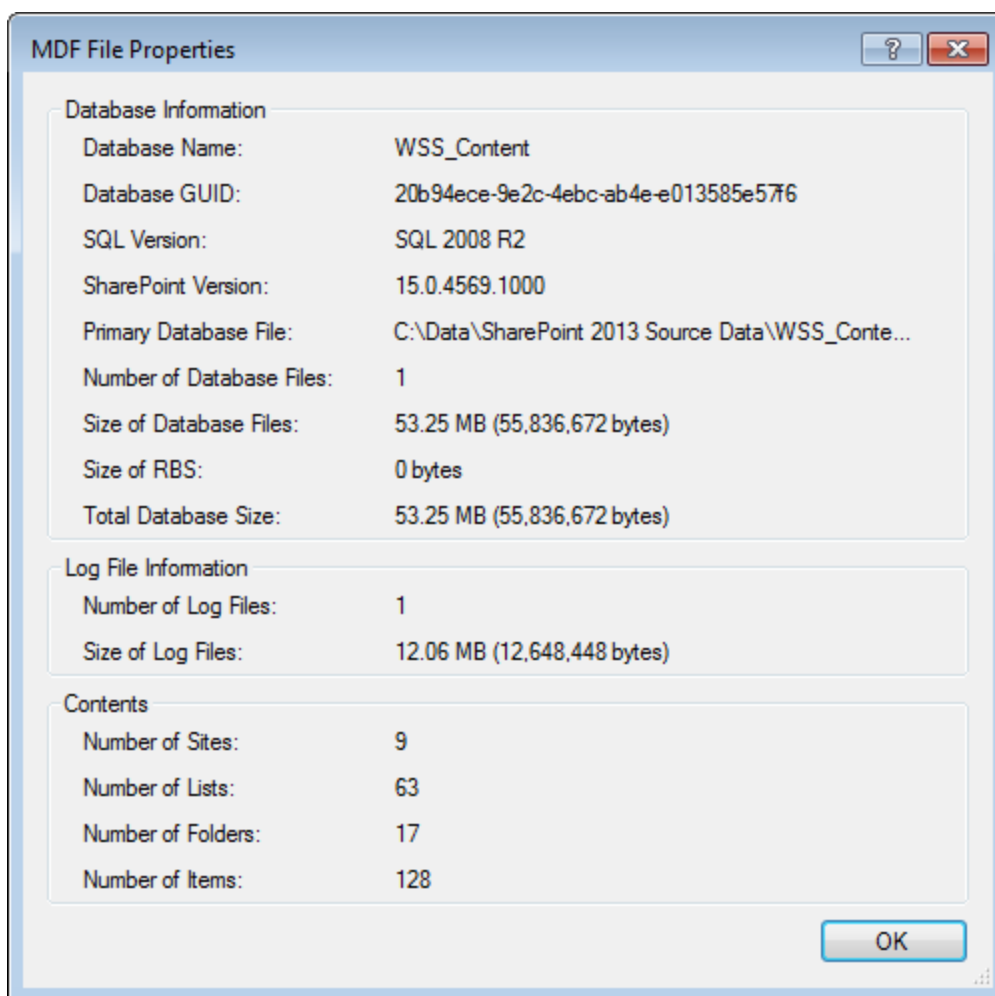 MDF File Properties
Database Information
Database Name: WSS_Content
Database GUID: 20b94ece-9e2c-4ebc-ab4e-e013585e57f6
SQL Version: SQL 2008 R2
SharePoint Version: 15.0.4569.1000
Primary Database File: C:\Data\SharePoint 2013 Source Data\WSS_Conte...
Number of Database Files: 1
Size of Database Files: 53.25 MB (55,836,672 bytes)
Size of RBS: 0 bytes
Total Database Size: 53.25 MB (55,836,672 bytes)
Log File Information
Number of Log Files: 1
Size of Log Files: 12.06 MB (12,648,448 bytes)
Contents
Number of Sites: 9
Number of Lists: 63
Number of Folders: 17
Number of Items: 128
OK